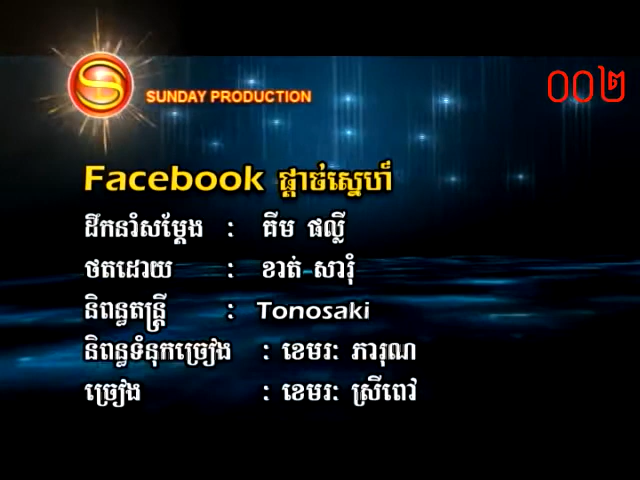 SUNDAY PRODUCTION
០០២
Facebook ផ្ដាច់ស្នេហ៍
ដឹកនាំសម្ដែង : គីម ផល្លី
ថតដោយ : ខាត់ សារុំ
និពន្ធតន្ត្រី : Tonosaki
និពន្ធទំនុកច្រៀង : ខេមរៈ ភារុណ
ច្រៀង : ខេមរៈ ស្រីពៅ